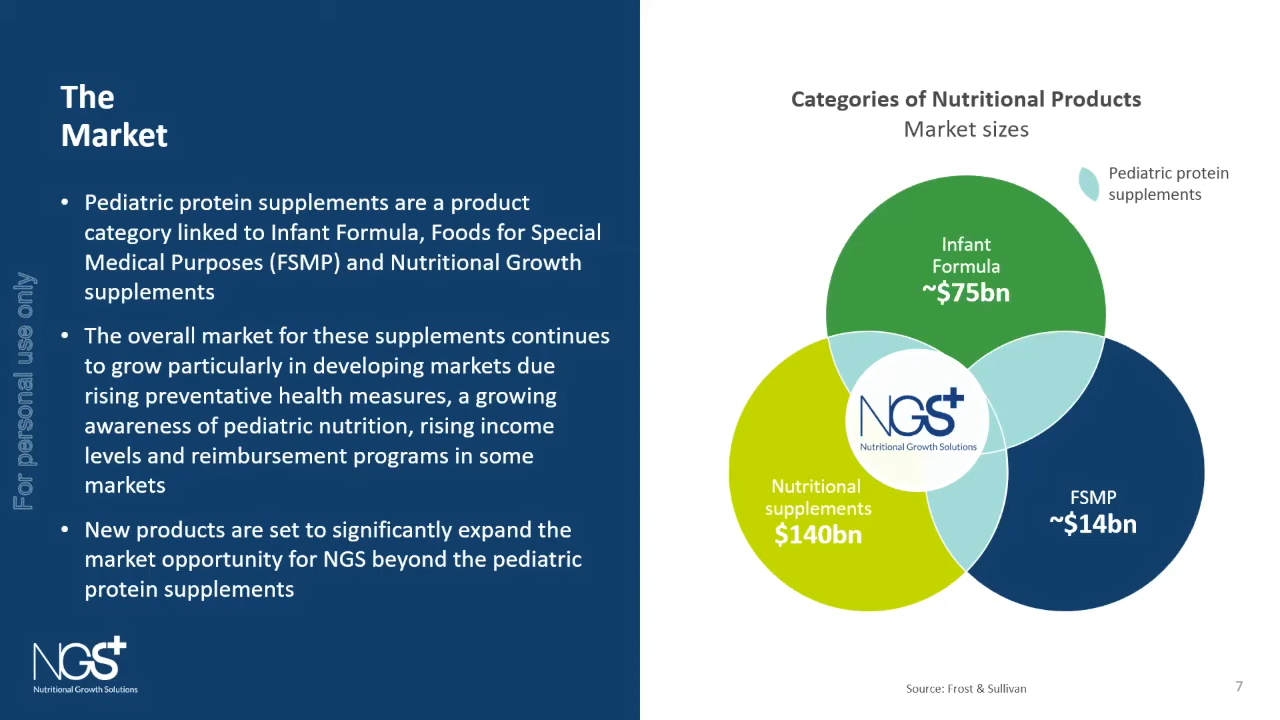 The
Market
• Pediatric protein supplements are a product
category linked to Infant Formula, Foods for Special
Medical Purposes (FSMP) and Nutritional Growth
supplements
• The overall market for these supplements continues
to grow particularly in developing markets due
rising preventative health measures, a growing
awareness of pediatric nutrition, rising income
levels and reimbursement programs in some
markets
• New products are set to significantly expand the
market opportunity for NGS beyond the pediatric
protein supplements
For personal use only
NGS+
Nutritional Growth Solutions
Categories of Nutritional Products
Market sizes
Pediatric protein
supplements
Infant
Formula
~$75bn
NGS+
Nutritional Growth Solutions
Nutritional
supplements
$140bn
FSMP
~$14bn
Source: Frost & Sullivan
7